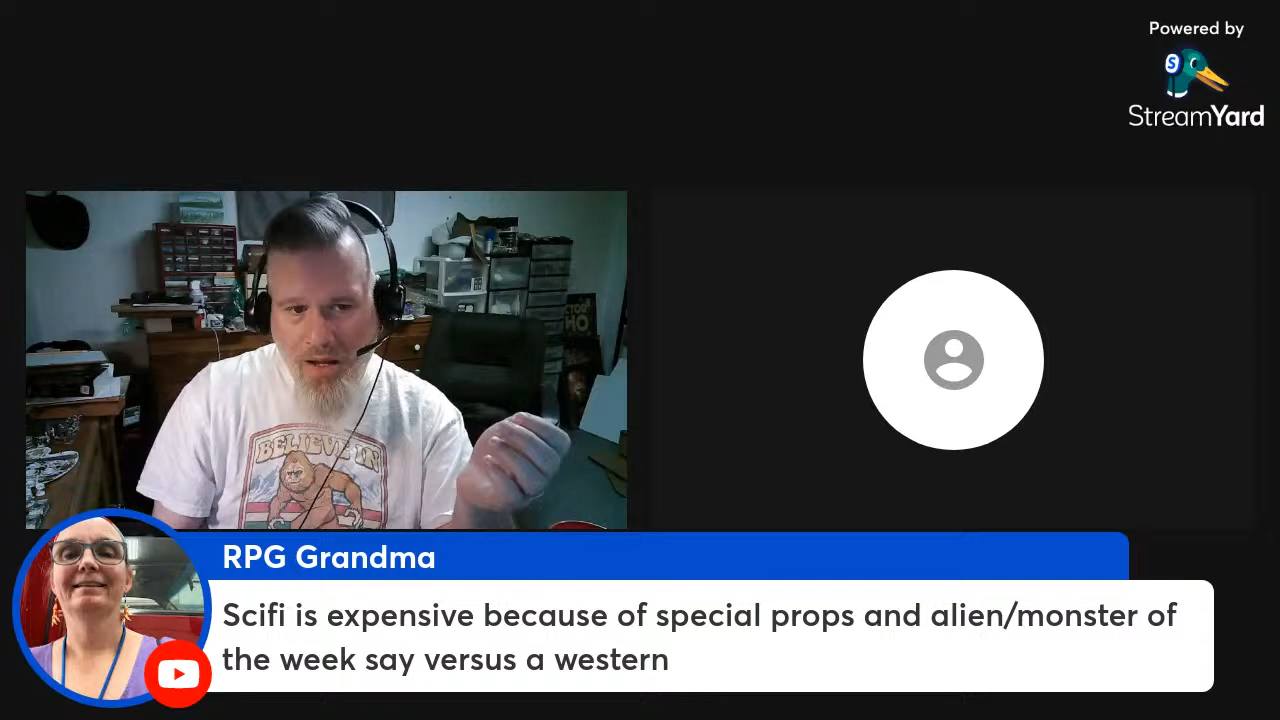 Powered by
S
StreamYard
BELIEVE IN
RPG Grandma
Scifi is expensive because of special props and alien/monster of
the week say versus a western